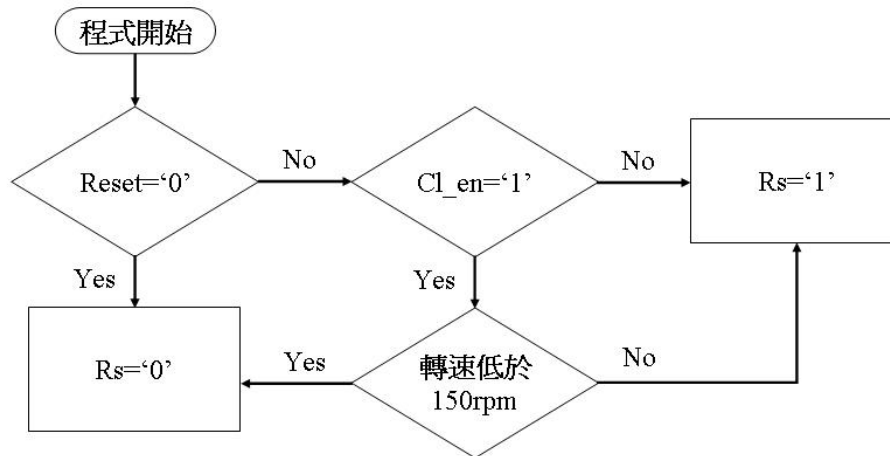 程式開始
Reset=‘0’
No
Cl_en=‘1’
No
Rs=‘1’
Yes
Yes
Rs=‘0’
Yes
轉速低於
150rpm
No